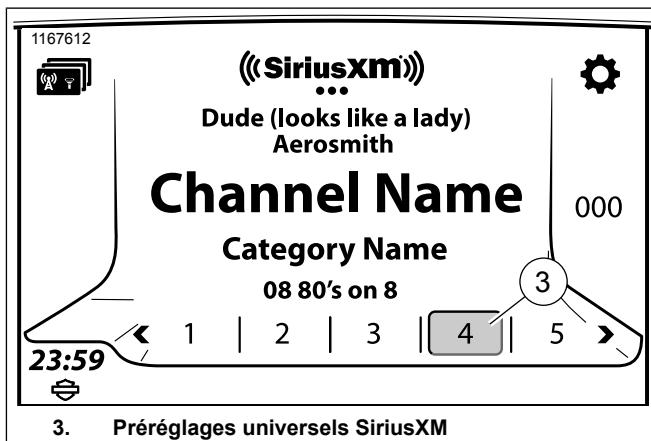 1167612
SiriusXM
Dude (looks like a lady)
Aerosmith
Channel Name
000
Category Name
08 80's on 8
3
1 | 2 | 3 | 4 | 5
23:59
3. Préréglages universels SiriusXM